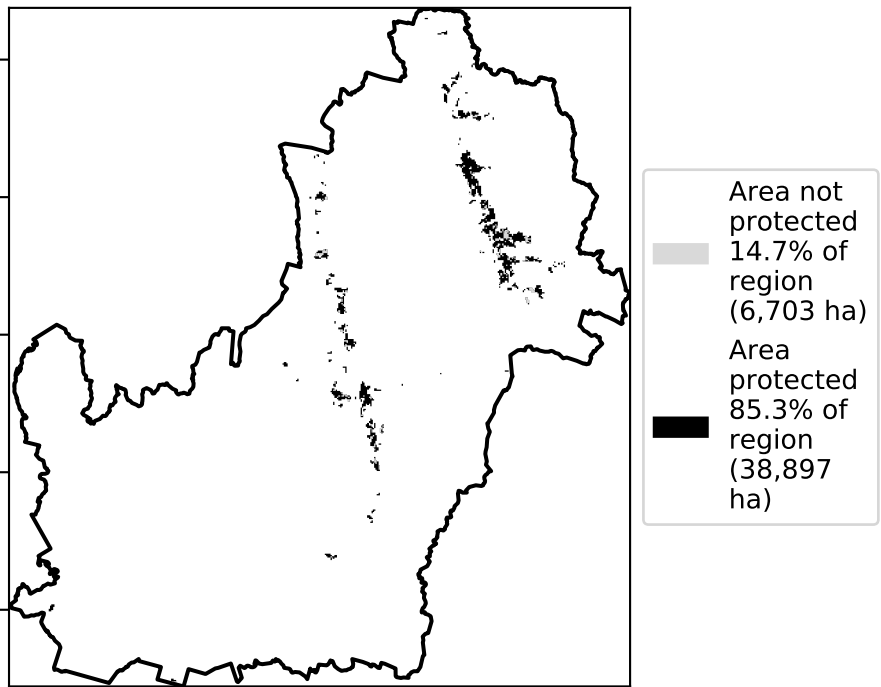 Area not
protected
14.7% of
region
(6,703 ha)
Area
protected
85.3% of
region
(38,897
ha)